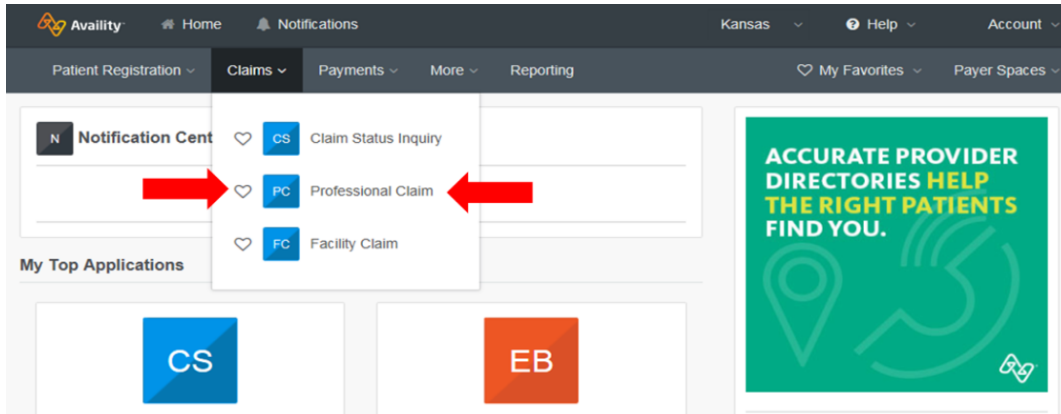 Availity Home Notifications Kansas Help Account
Patient Registration Claims Payments More Reporting My Favorites Payer Spaces
N Notification Cent
CS Claim Status Inquiry
PC Professional Claim
FC Facility Claim
My Top Applications
CS
EB
ACCURATE PROVIDER
DIRECTORIES HELP
THE RIGHT PATIENTS
FIND YOU.